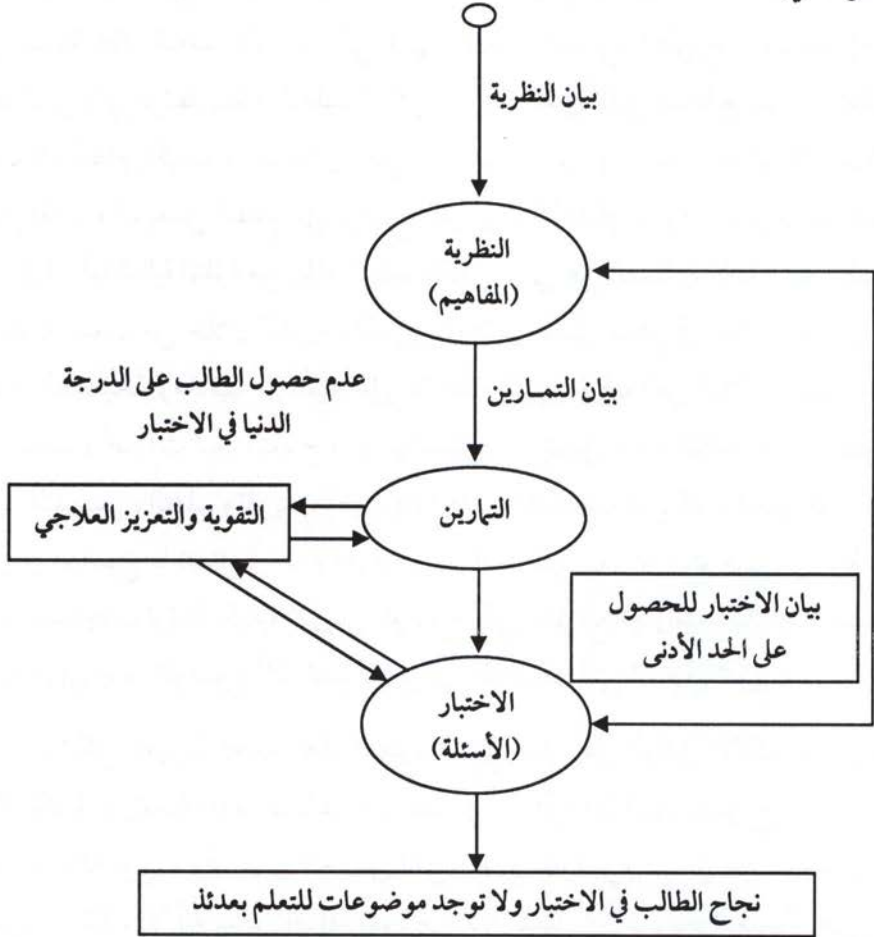 بيان النظرية
النظرية
(المفاهيم)
بيان التمارين
عدم حصول الطالب على الدرجة
الدنيا في الاختبار
التمارين
التقوية والتعزيز العلاجي
بيان الاختبار للحصول
على الحد الأدنى
الاختبار
(الأسئلة)
نجاح الطالب في الاختبار ولا توجد موضوعات للتعلم بعدئذ